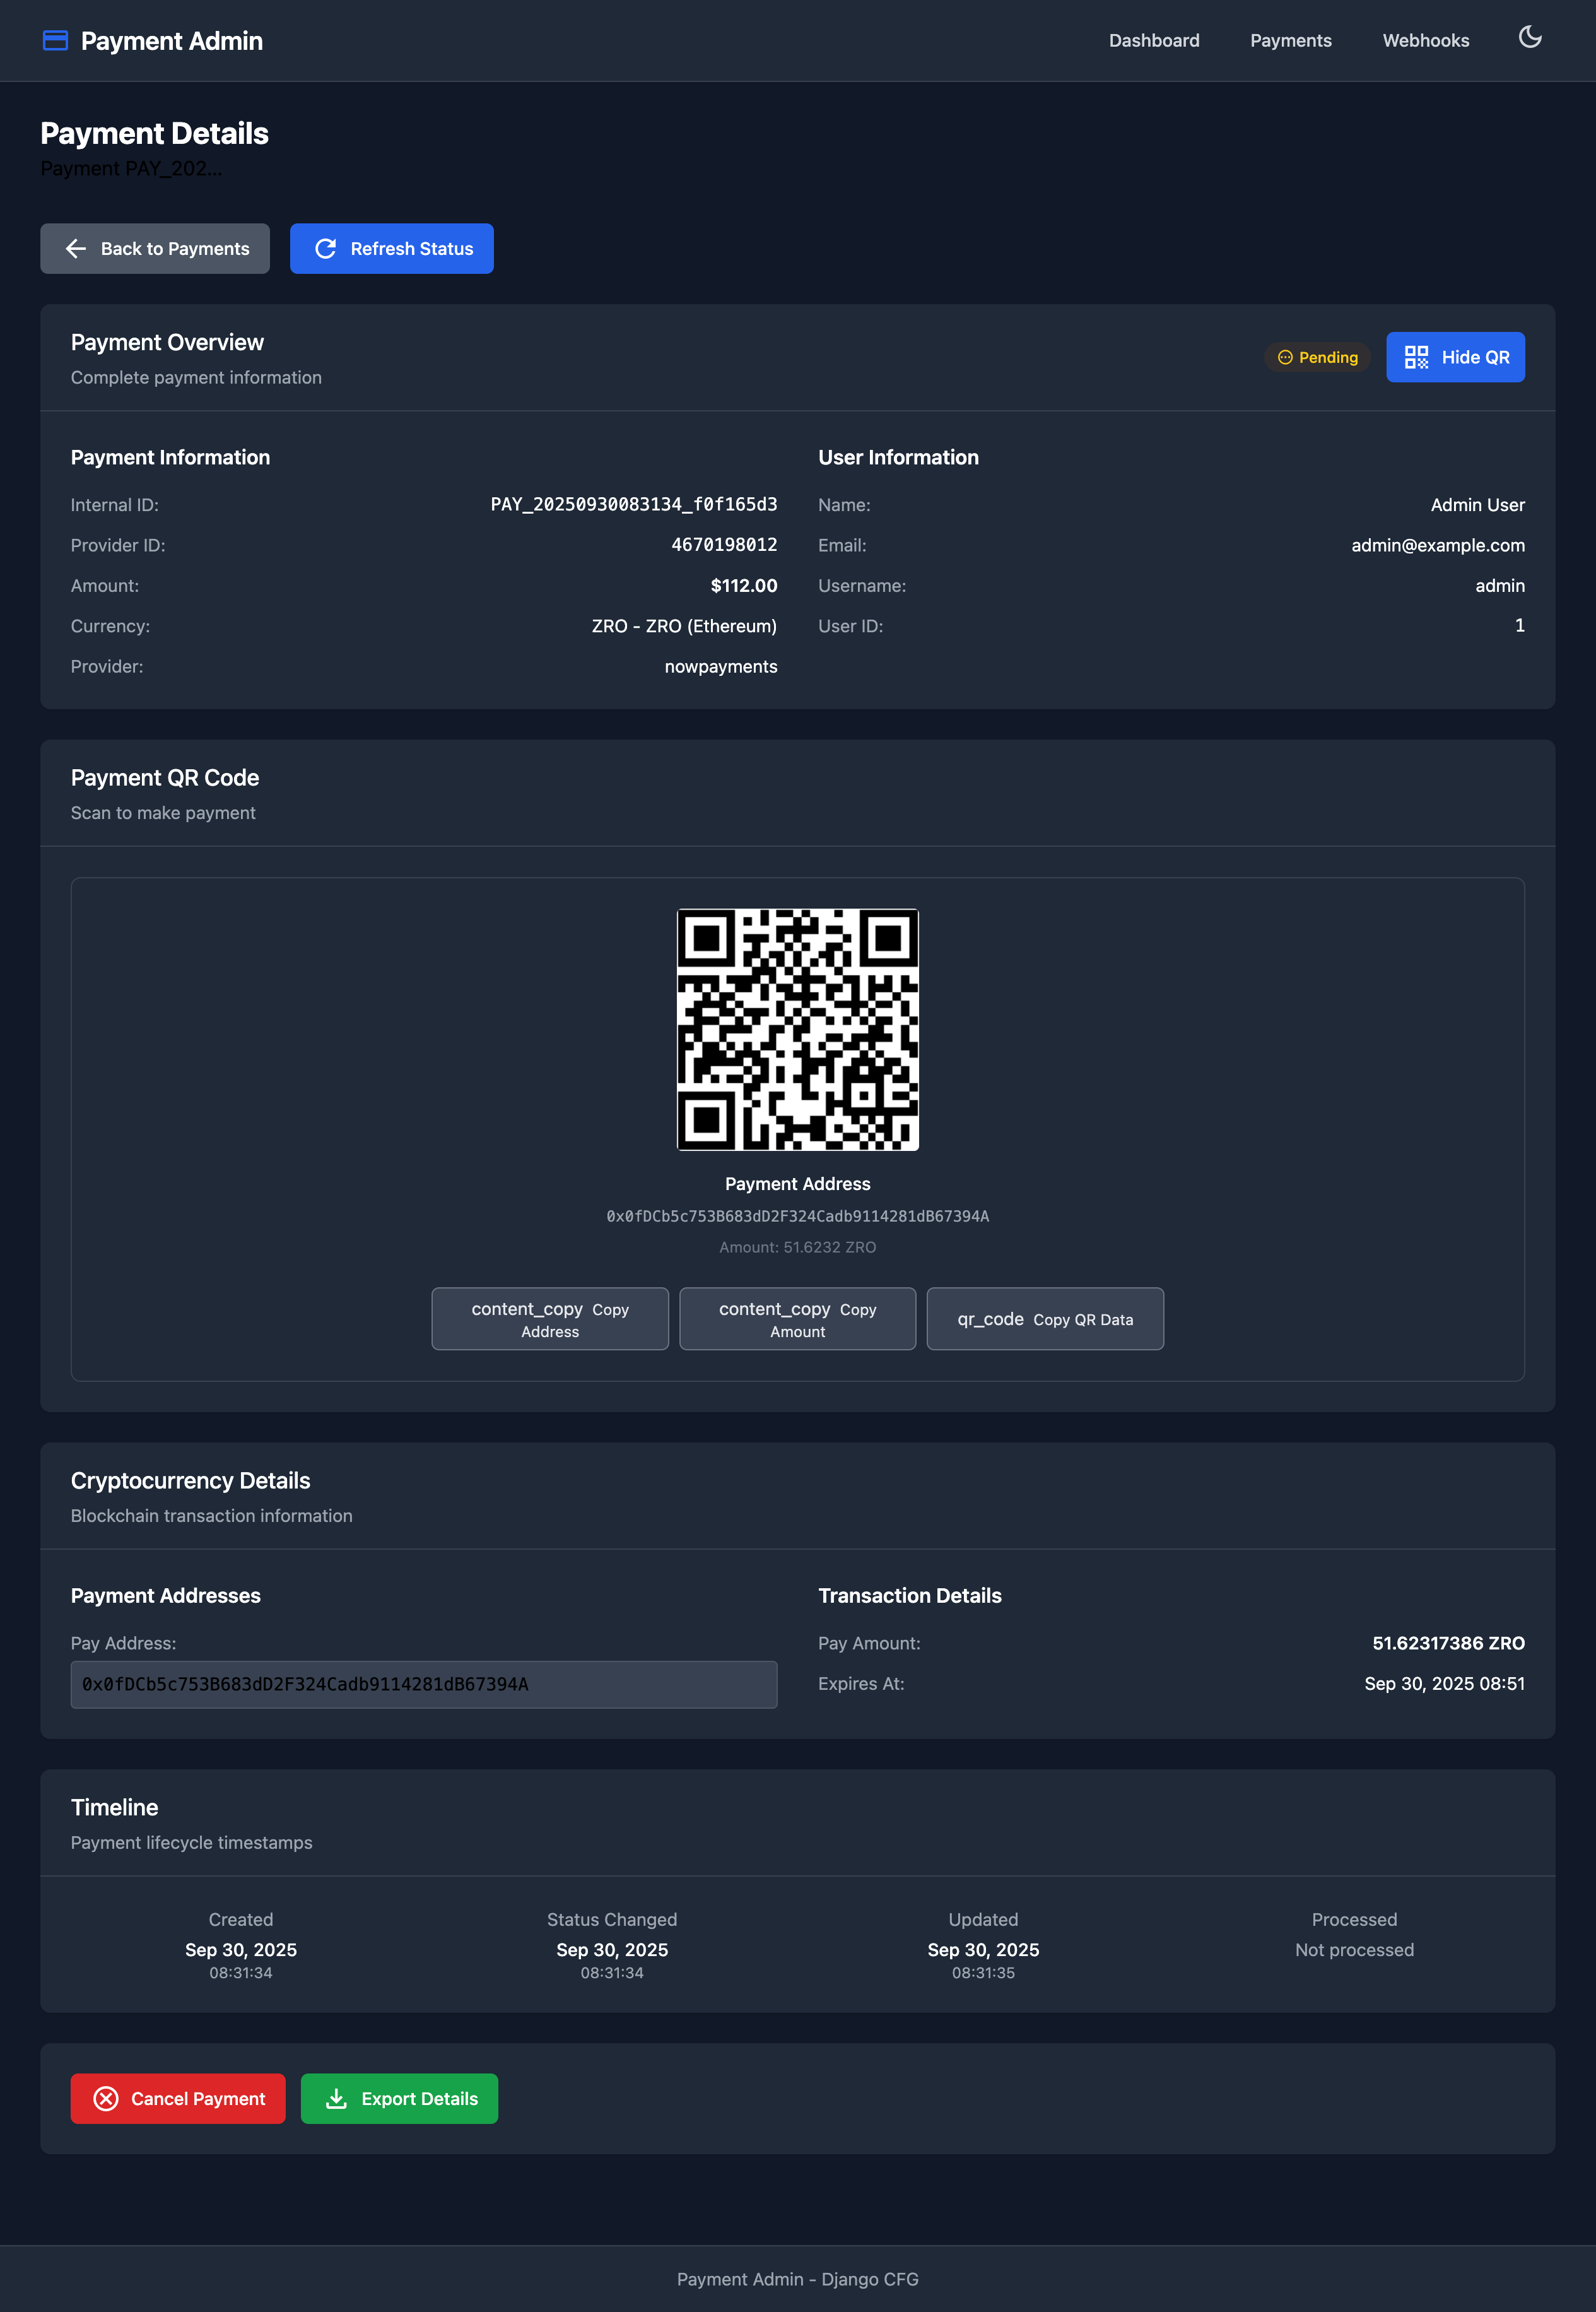 Payment Admin
Dashboard
Payments
Webhooks
Payment Details
Payment PAY_202...
Back to Payments
Refresh Status
Payment Overview
Complete payment information
Pending
Hide QR
Payment Information
Internal ID:
PAY_20250930083134_f0f165d3
Provider ID:
4670198012
Amount:
$112.00
Currency:
ZRO - ZRO (Ethereum)
Provider:
nowpayments
User Information
Name:
Admin User
Email:
admin@example.com
Username:
admin
User ID:
1
Payment QR Code
Scan to make payment
Payment Address
0x0fDCb5c753B683dD2F324Cadb9114281dB67394A
Amount: 51.6232 ZRO
content_copy Copy
Address
content_copy Copy
Amount
qr_code Copy QR Data
Cryptocurrency Details
Blockchain transaction information
Payment Addresses
Pay Address:
0x0fDCb5c753B683dD2F324Cadb9114281dB67394A
Transaction Details
Pay Amount:
51.62317386 ZRO
Expires At:
Sep 30, 2025 08:51
Timeline
Payment lifecycle timestamps
Created
Sep 30, 2025
08:31:34
Status Changed
Sep 30, 2025
08:31:34
Updated
Sep 30, 2025
08:31:35
Processed
Not processed
Cancel Payment
Export Details
Payment Admin - Django CFG